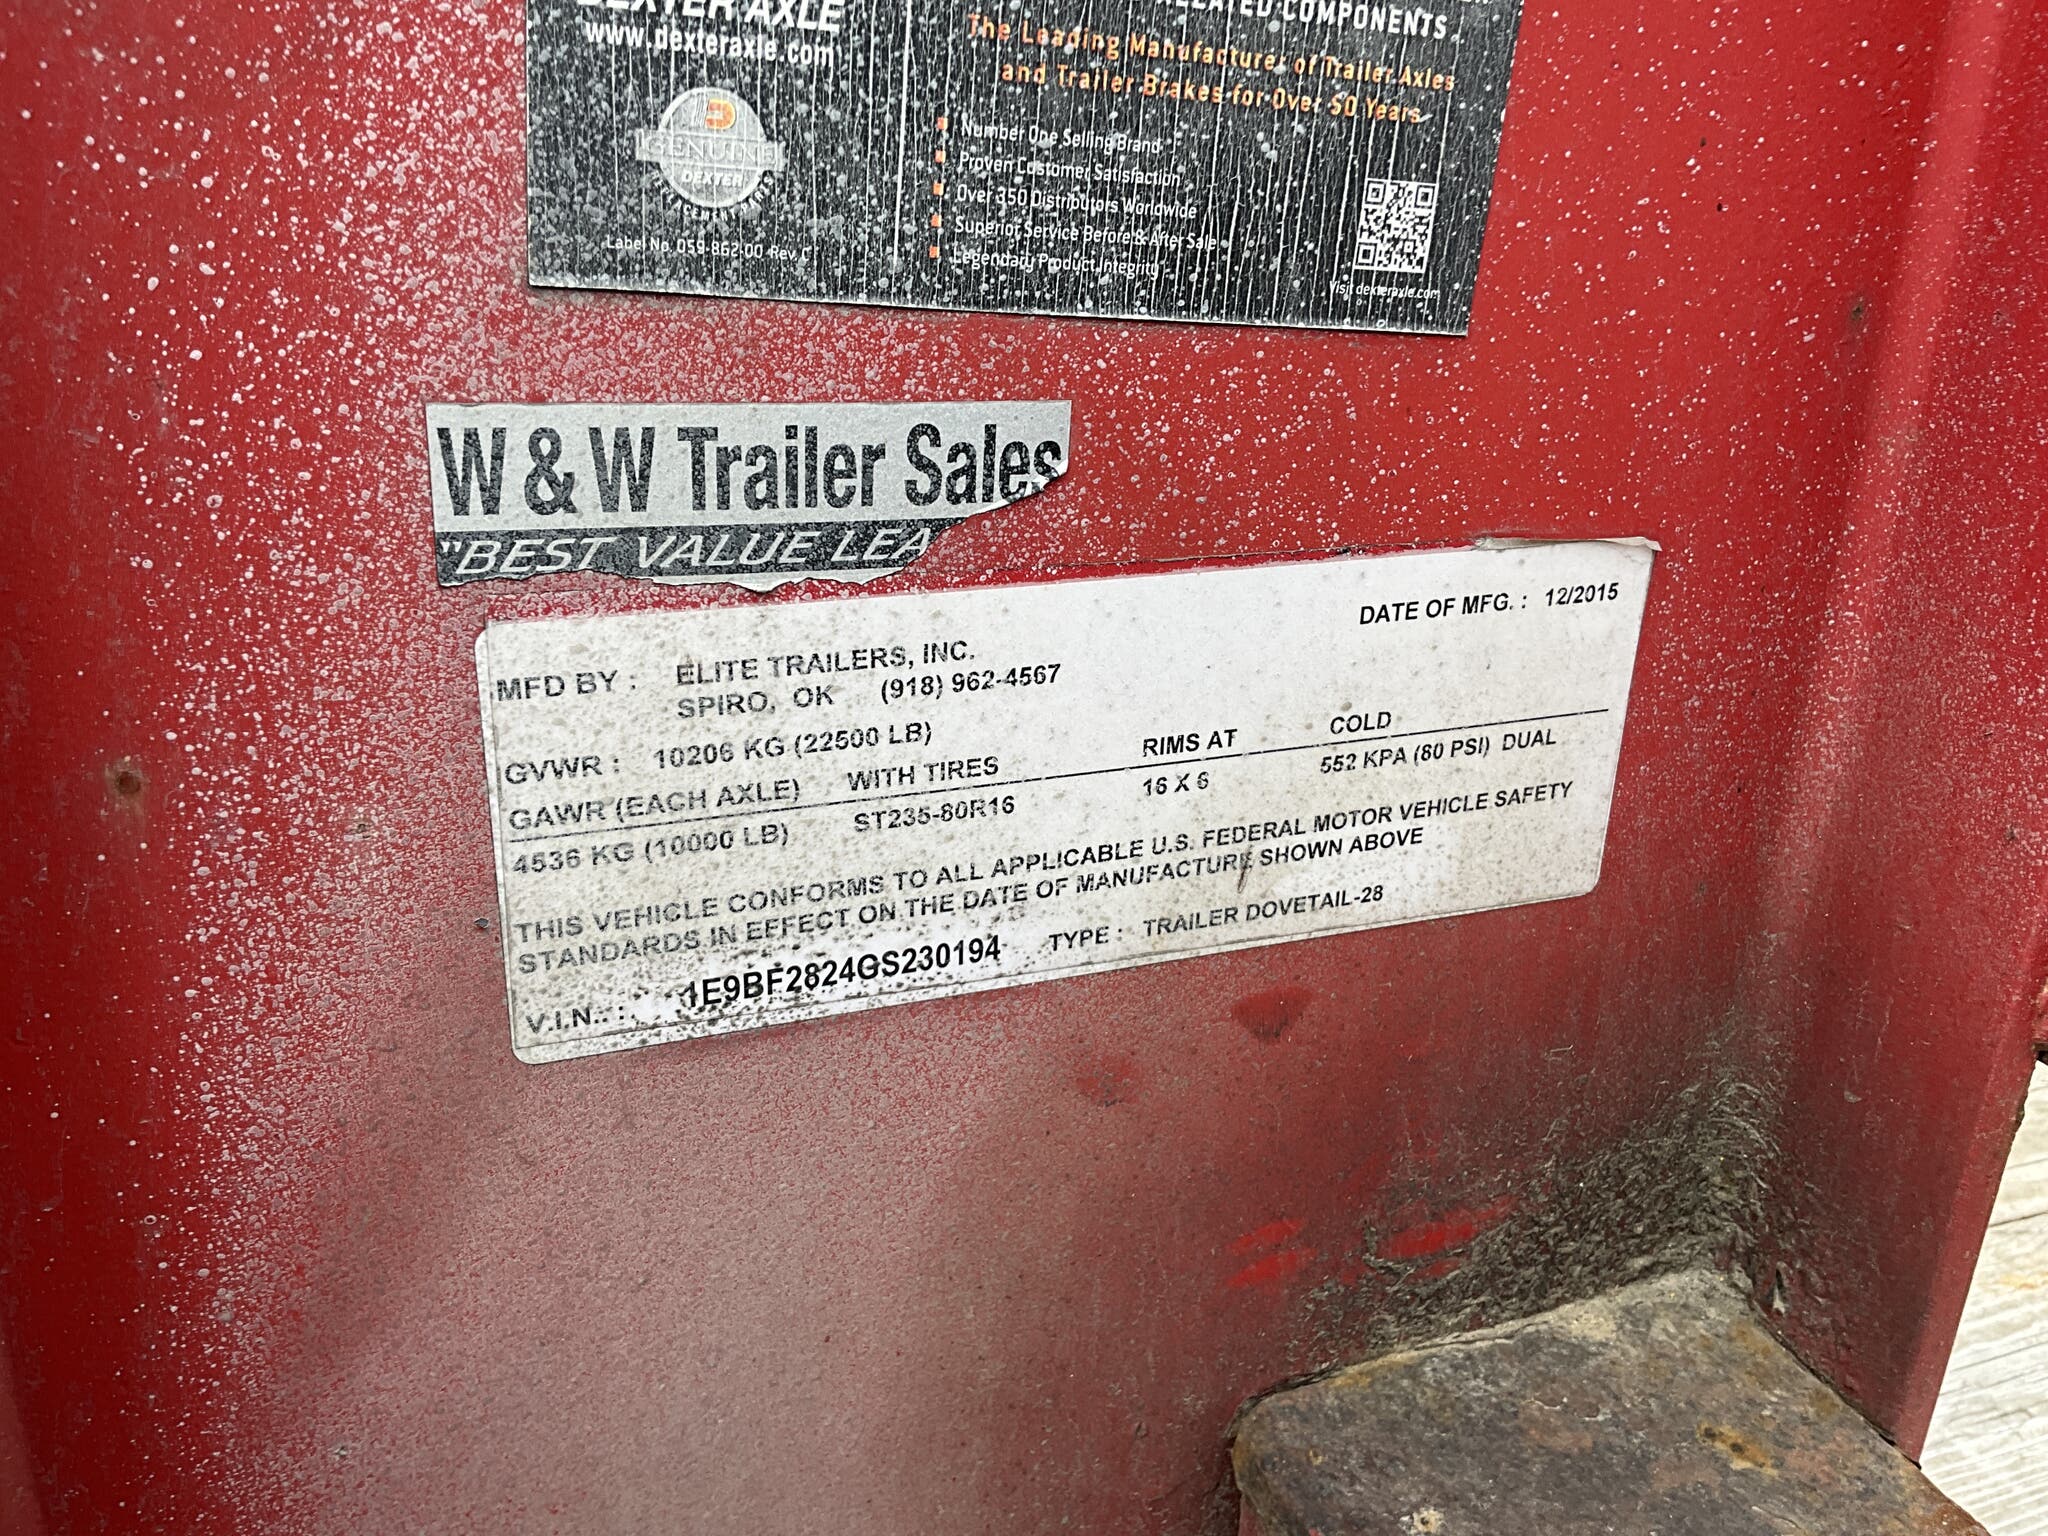 DEXTER AXLE
www.dexteraxle.com
GENUINE
DEXTER
REPLACEMENT PARTS
Label No. 059-862-00 Rev. C
RELATED COMPONENTS
The Leading Manufacturer of Trailer Axles
and Trailer Brakes for Over 50 Years
Number One Selling Brand
Proven Customer Satisfaction
Over 350 Distributors Worldwide
Superior Service Before & After Sale
Legendary Product Integrity
Visit dexteraxle.com
W & W Trailer Sales
"BEST VALUE LEA
DATE OF MFG. : 12/2015
MFD BY : ELITE TRAILERS, INC.
SPIRO, OK (918) 962-4567
GVWR : 10206 KG (22500 LB)
GAWR (EACH AXLE) WITH TIRES RIMS AT COLD
4536 KG (10000 LB) ST235-80R16 16 X 6 552 KPA (80 PSI) DUAL
THIS VEHICLE CONFORMS TO ALL APPLICABLE U.S. FEDERAL MOTOR VEHICLE SAFETY
STANDARDS IN EFFECT ON THE DATE OF MANUFACTURE SHOWN ABOVE
V.I.N.. : 1E9BF2824GS230194 TYPE : TRAILER DOVETAIL-28